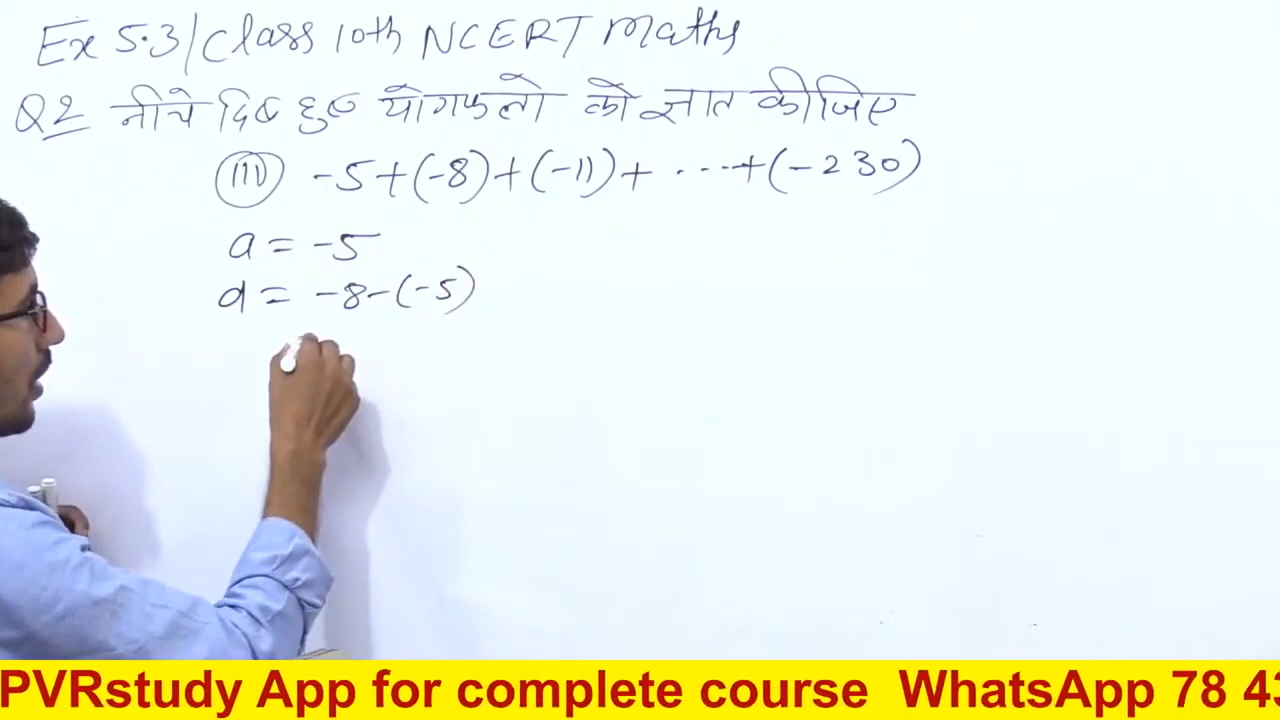 Ex 5.3/Class 10th NCERT Maths
Q2 नीचे दिए हुए योगफलो को ज्ञात कीजिए
(iii) -5+(-8)+(-11)+ ....+(-230)
a = -5
d = -8-(-5)
PVRstudy App for complete course WhatsApp 78 43